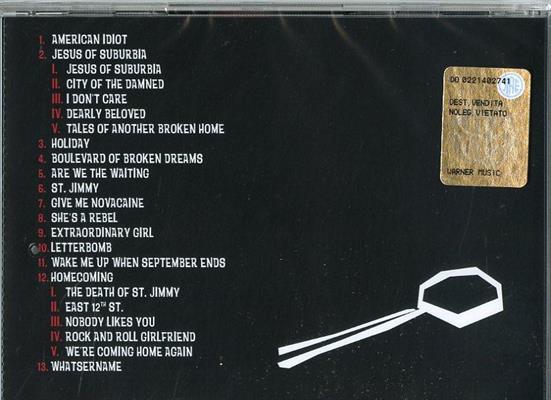 1. AMERICAN IDIOT
2. JESUS OF SUBURBIA
I. JESUS OF SUBURBIA
II. CITY OF THE DAMNED
III. I DON'T CARE
IV. DEARLY BELOVED
V. TALES OF ANOTHER BROKEN HOME
3. HOLIDAY
4. BOULEVARD OF BROKEN DREAMS
5. ARE WE THE WAITING
6. ST. JIMMY
7. GIVE ME NOVACAINE
8. SHE'S A REBEL
9. EXTRAORDINARY GIRL
10. LETTERBOMB
11. WAKE ME UP WHEN SEPTEMBER ENDS
12. HOMECOMING
I. THE DEATH OF ST. JIMMY
II. EAST 12TH ST.
III. NOBODY LIKES YOU
IV. ROCK AND ROLL GIRLFRIEND
V. WE'RE COMING HOME AGAIN
13. WHATSERNAME
DO 0221402741
DEST.VENDITA
NOLEG.VIETATO
WARNER MUSIC